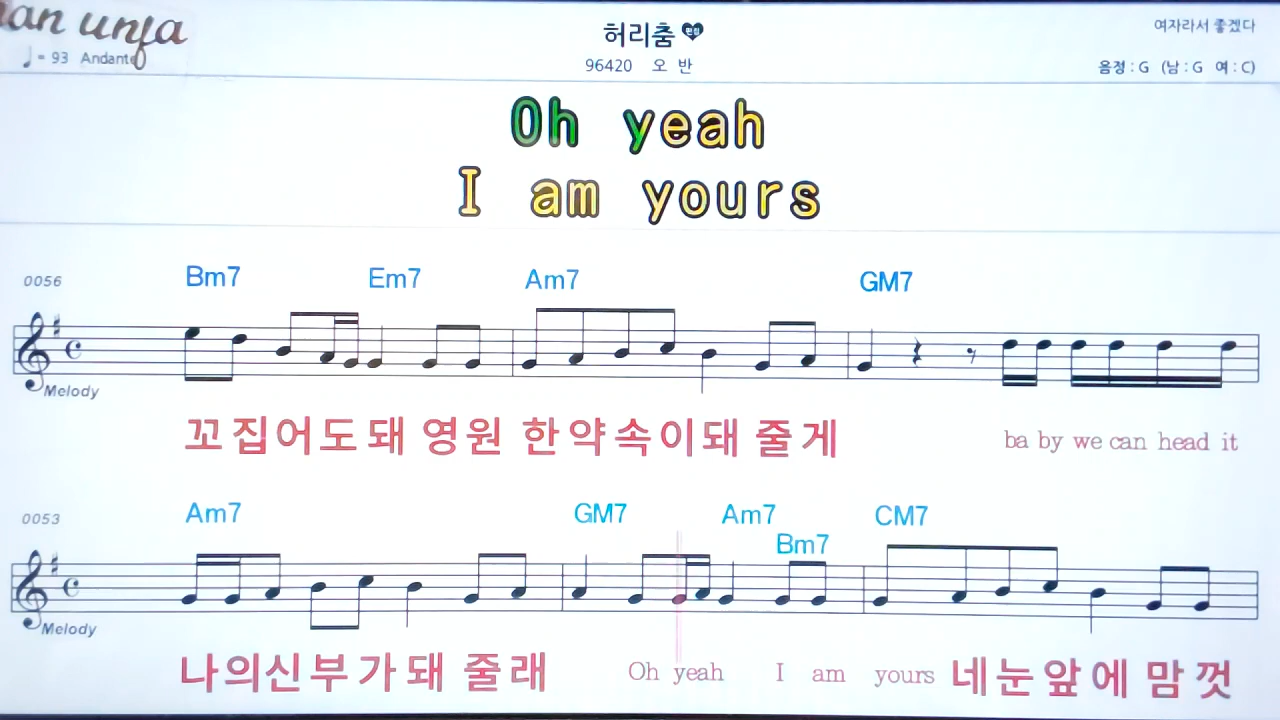 an unja
허리춤 편집
여자라서 좋겠다
♩= 93 Andante
96420 오 반
음정 : G (남 : G 여 : C)
Oh yeah
I am yours
0056 Bm7 Em7 Am7 GM7
Melody
꼬집어도돼 영원 한약속이돼 줄게 ba by we can head it
0053 Am7 GM7 Am7 CM7
Bm7
Melody
나의신부가돼 줄래 Oh yeah I am yours 네눈앞에 맘껏